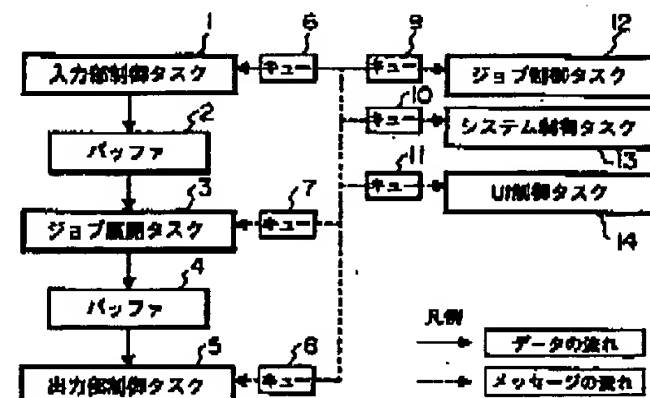 1
6
9
12
入力部制御タスク
キュー
キュー
ジョブ制御タスク
2
10
バッファ
キュー
システム制御タスク
13
3
7
11
ジョブ展開タスク
キュー
キュー
UI制御タスク
14
4
バッファ
凡例
データの流れ
5
8
出力部制御タスク
キュー
メッセージの流れ